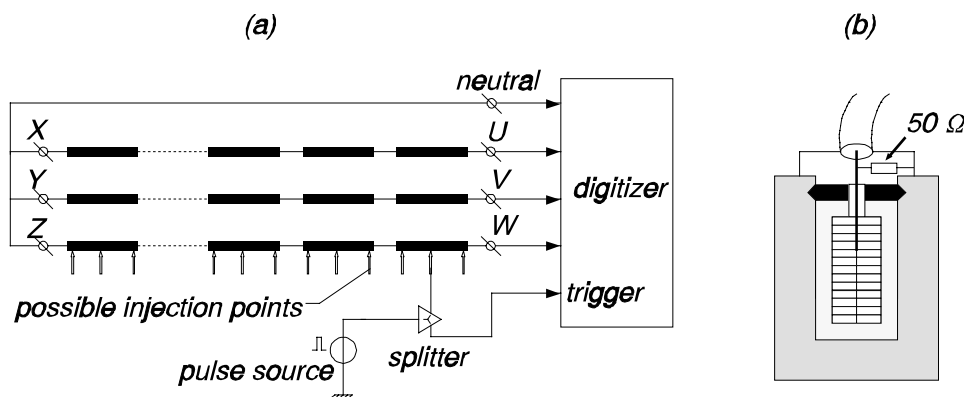 (a)
(b)
neutral
50 Ω
X
U
Y
V
digitizer
Z
W
possible injection points
trigger
splitter
pulse source